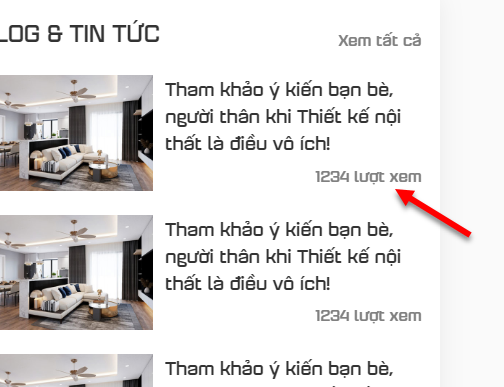 LOG & TIN TỨC
Xem tất cả
Tham khảo ý kiến bạn bè,
người thân khi Thiết kế nội
thất là điều vô ích!
1234 lượt xem
Tham khảo ý kiến bạn bè,
người thân khi Thiết kế nội
thất là điều vô ích!
1234 lượt xem
Tham khảo ý kiến bạn bè,